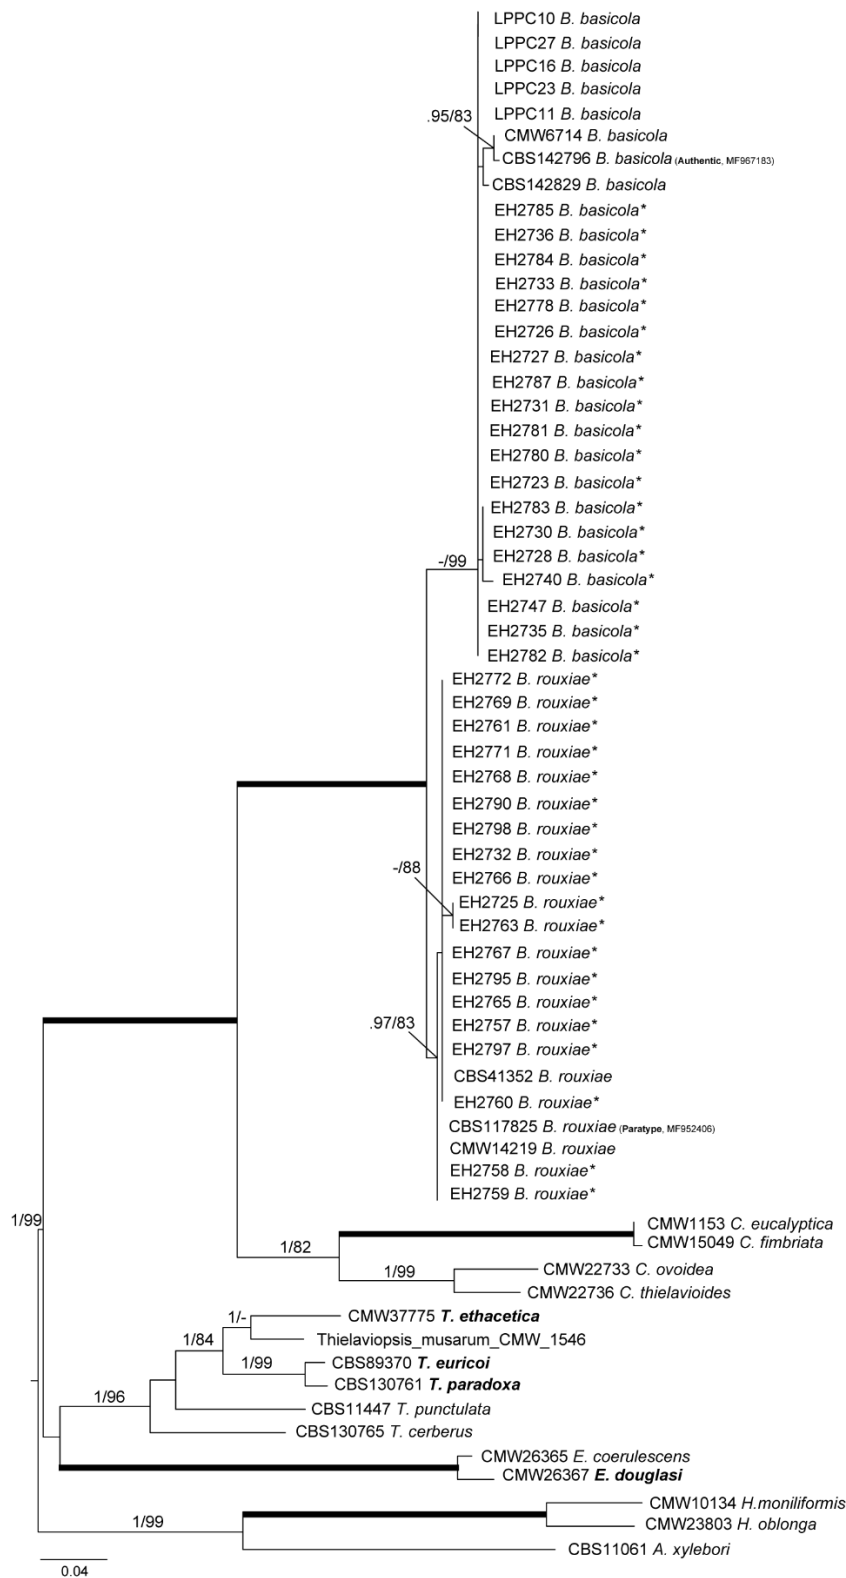 LPPC10 B. basicola
LPPC27 B. basicola
LPPC16 B. basicola
LPPC23 B. basicola
LPPC11 B. basicola
.95/83
CMW6714 B. basicola
CBS142796 B. basicola (Authentic, MF967183)
CBS142829 B. basicola
EH2785 B. basicola*
EH2736 B. basicola*
EH2784 B. basicola*
EH2733 B. basicola*
EH2778 B. basicola*
EH2726 B. basicola*
EH2727 B. basicola*
EH2787 B. basicola*
EH2731 B. basicola*
EH2781 B. basicola*
EH2780 B. basicola*
EH2723 B. basicola*
EH2783 B. basicola*
EH2730 B. basicola*
EH2728 B. basicola*
-/99
EH2740 B. basicola*
EH2747 B. basicola*
EH2735 B. basicola*
EH2782 B. basicola*
EH2772 B. rouxiae*
EH2769 B. rouxiae*
EH2761 B. rouxiae*
EH2771 B. rouxiae*
EH2768 B. rouxiae*
EH2790 B. rouxiae*
EH2798 B. rouxiae*
EH2732 B. rouxiae*
-/88
EH2766 B. rouxiae*
EH2725 B. rouxiae*
EH2763 B. rouxiae*
EH2767 B. rouxiae*
EH2795 B. rouxiae*
EH2765 B. rouxiae*
.97/83
EH2757 B. rouxiae*
EH2797 B. rouxiae*
CBS41352 B. rouxiae
EH2760 B. rouxiae*
CBS117825 B. rouxiae (Paratype, MF952406)
CMW14219 B. rouxiae
EH2758 B. rouxiae*
EH2759 B. rouxiae*
1/99
CMW1153 C. eucalyptica
CMW15049 C. fimbriata
1/82
CMW22733 C. ovoidea
1/99
CMW22736 C. thielavioides
1/-
CMW37775 T. ethacetica
1/84
Thielaviopsis_musarum_CMW_1546
CBS89370 T. euricoi
1/99
CBS130761 T. paradoxa
1/96
CBS11447 T. punctulata
CBS130765 T. cerberus
CMW26365 E. coerulescens
CMW26367 E. douglasi
CMW10134 H.moniliformis
1/99
CMW23803 H. oblonga
CBS11061 A. xylebori
0.04